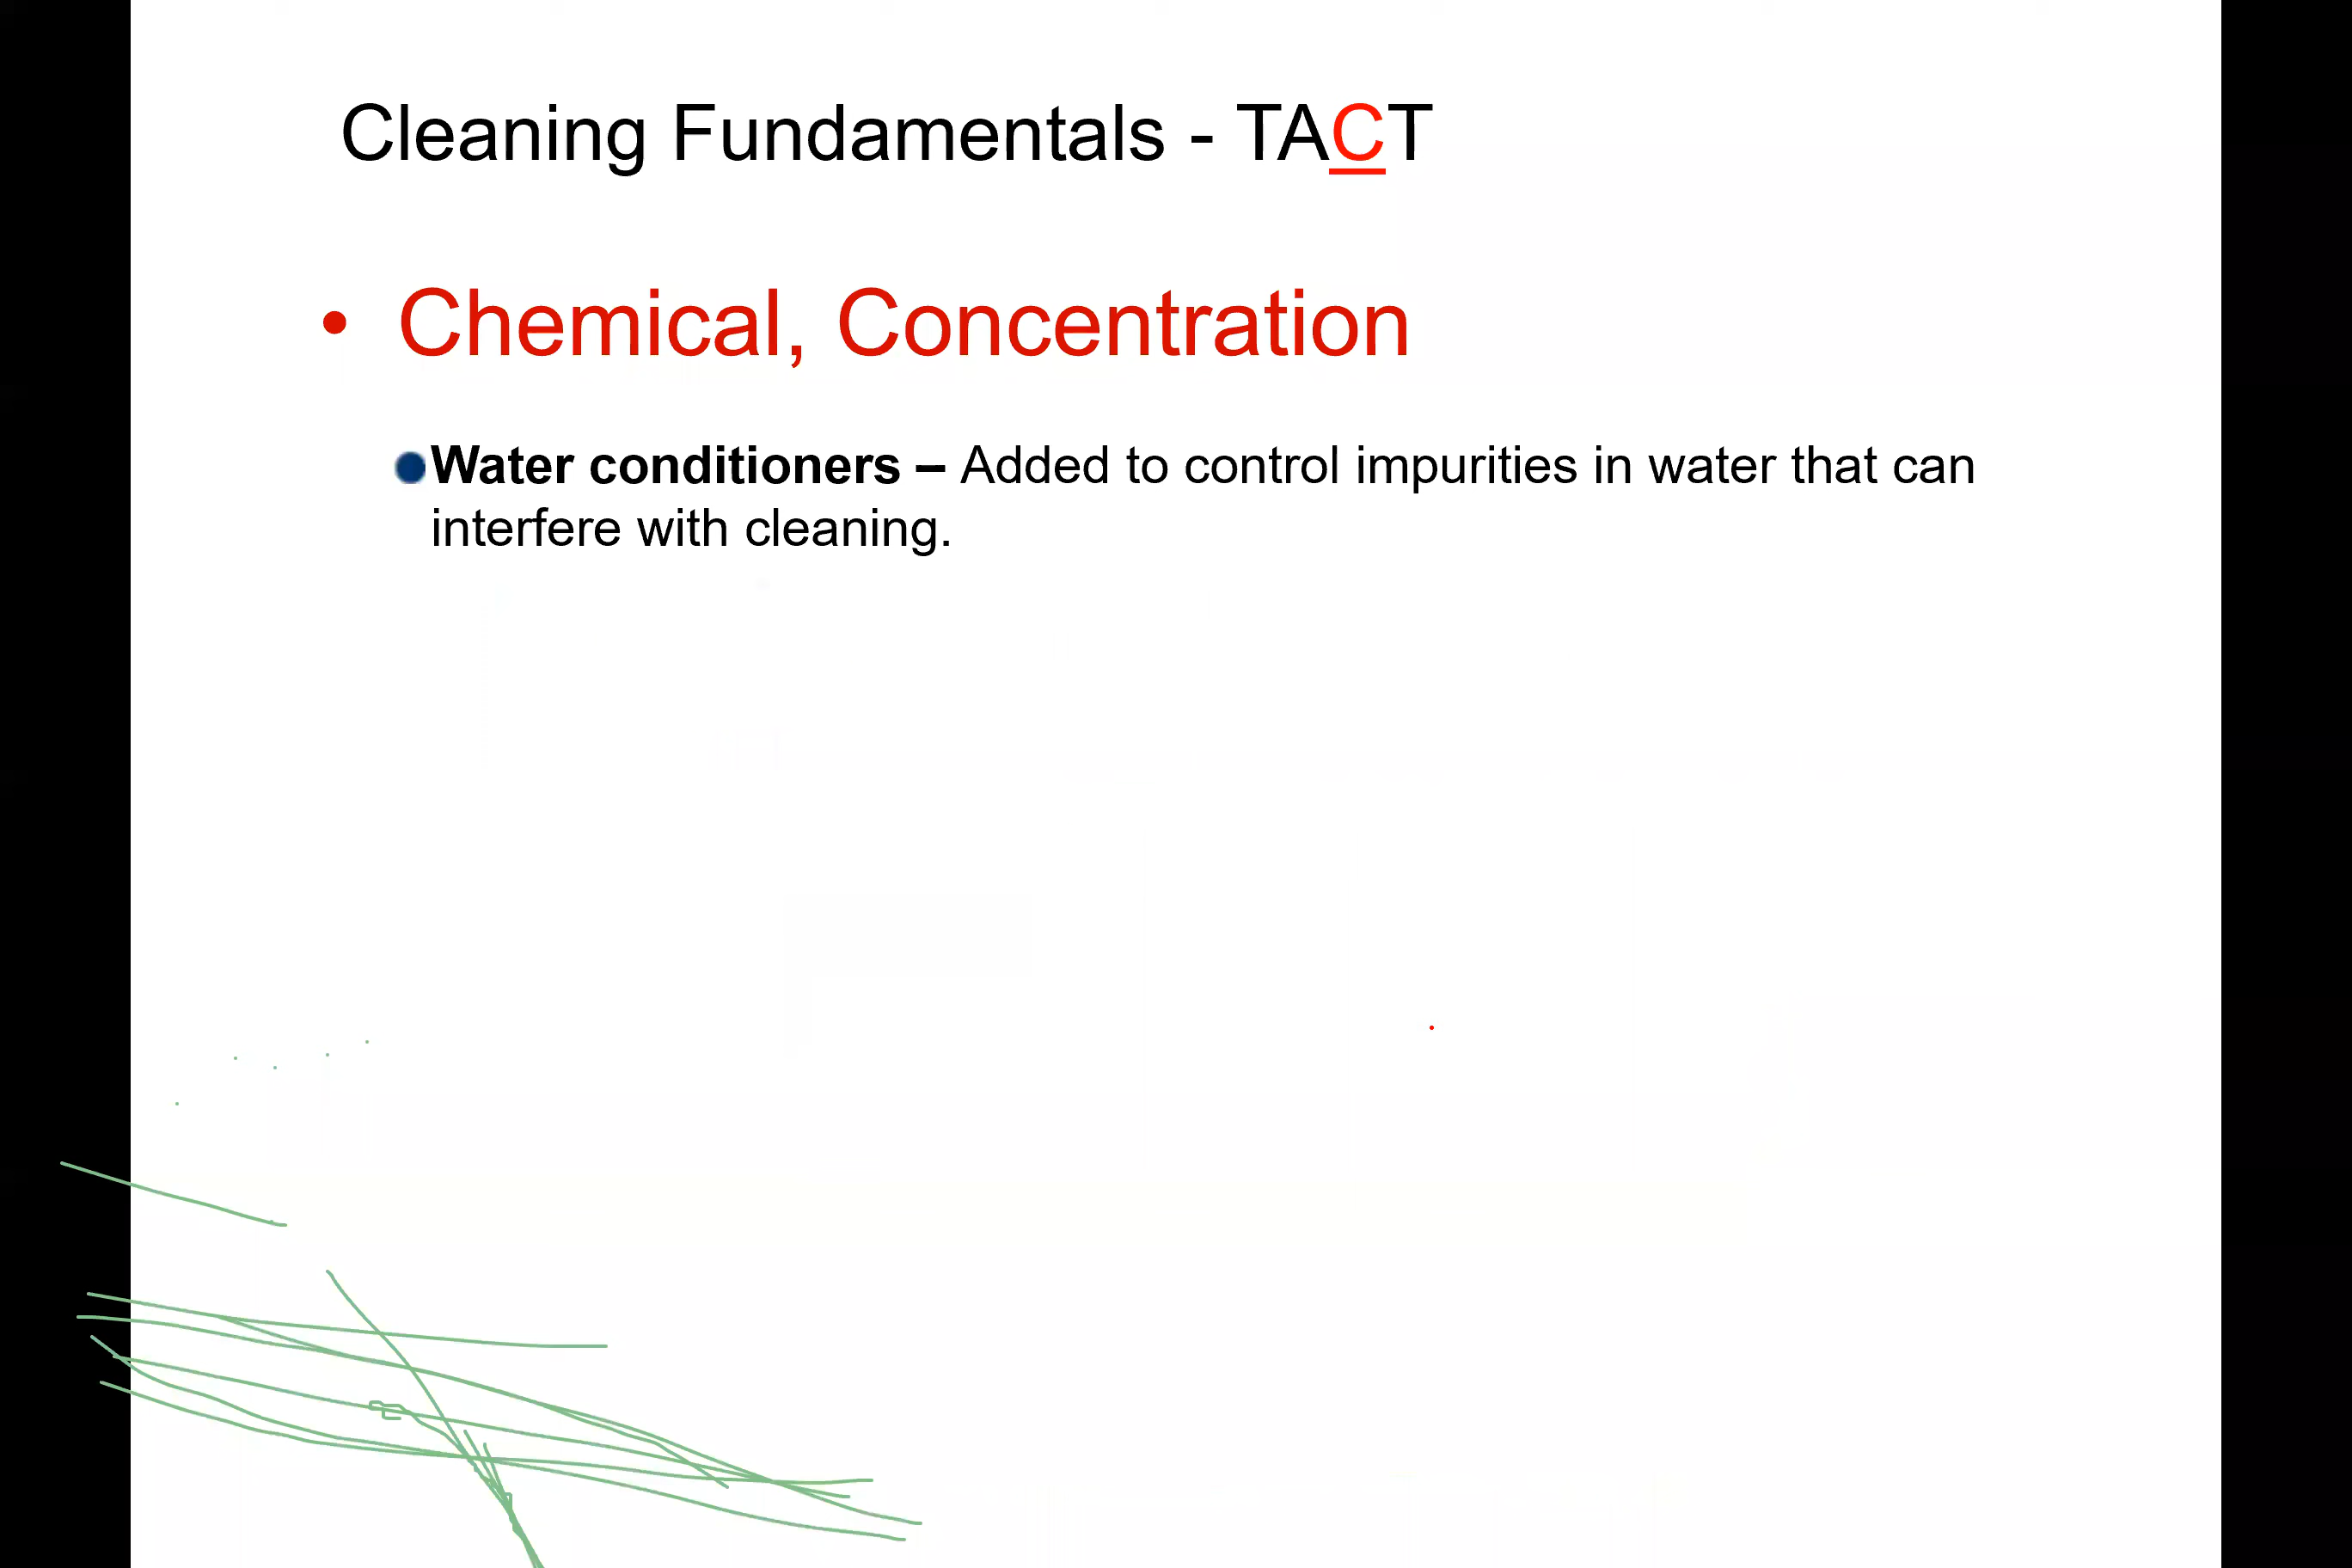 Cleaning Fundamentals - TACT
• Chemical, Concentration
Water conditioners – Added to control impurities in water that can
interfere with cleaning.